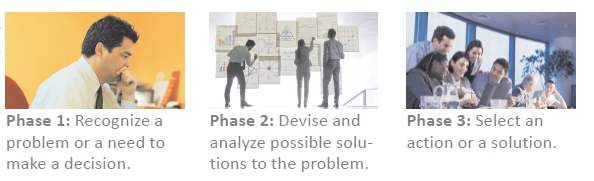 Phase 1: Recognize a
problem or a need to
make a decision.
Phase 2: Devise and
analyze possible solu-
tions to the problem.
Phase 3: Select an
action or a solution.